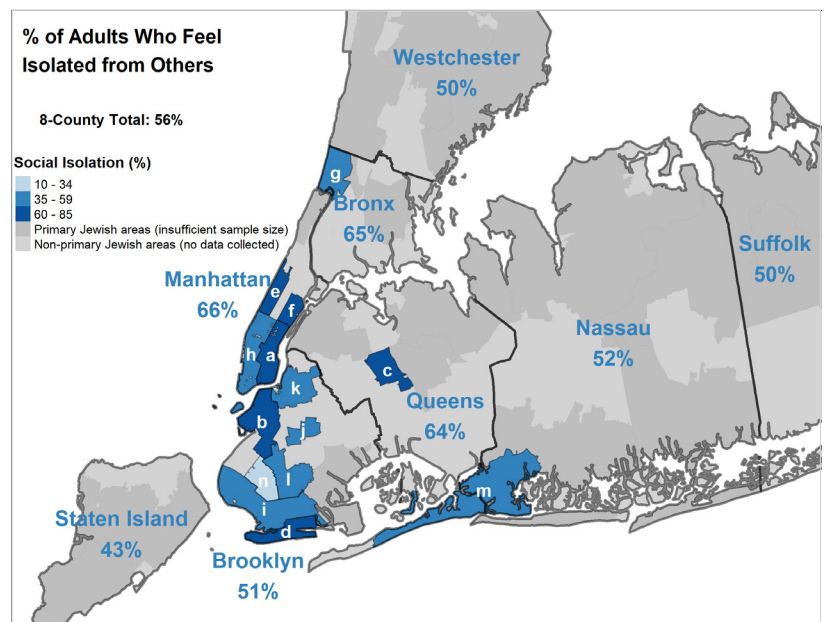 % of Adults Who Feel
Isolated from Others
8-County Total: 56%
Social Isolation (%)
10 - 34
35 - 59
60 - 85
Primary Jewish areas (insufficient sample size)
Non-primary Jewish areas (no data collected)
Westchester
50%
g
Bronx
65%
Manhattan
66%
e
f
h
a
Suffolk
50%
Nassau
52%
c
Queens
64%
k
b
j
n
l
i
d
m
Staten Island
43%
Brooklyn
51%